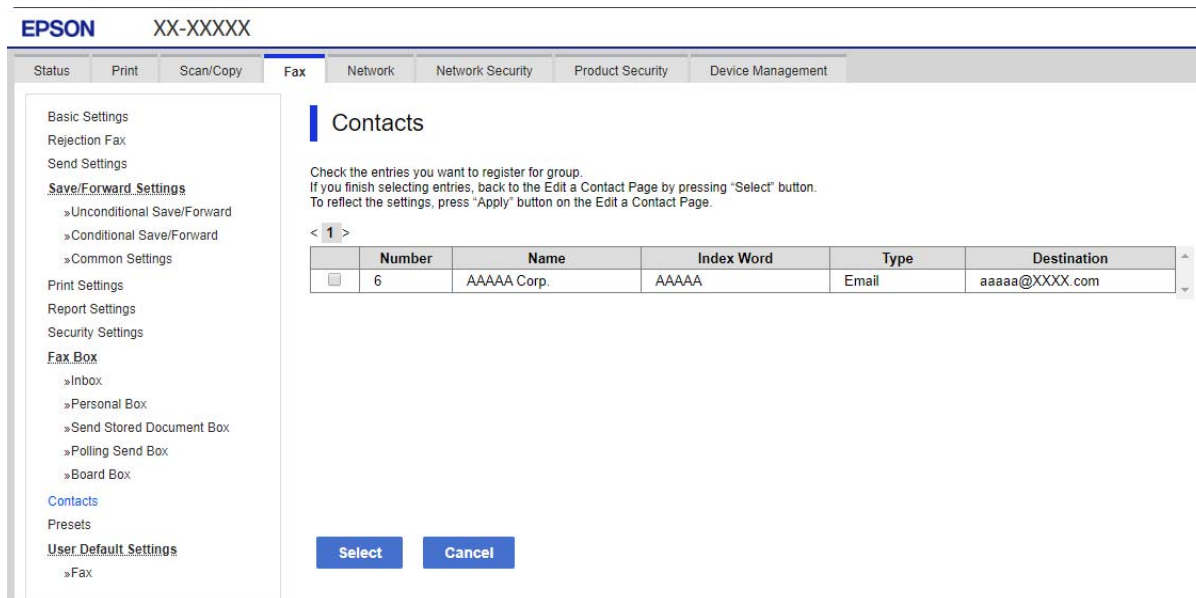 EPSON XX-XXXXX
Status Print Scan/Copy Fax Network Network Security Product Security Device Management
Basic Settings
Rejection Fax
Send Settings
Save/Forward Settings
»Unconditional Save/Forward
»Conditional Save/Forward
»Common Settings
Print Settings
Report Settings
Security Settings
Fax Box
»Inbox
»Personal Box
»Send Stored Document Box
»Polling Send Box
»Board Box
Contacts
Presets
User Default Settings
»Fax
Contacts
Check the entries you want to register for group.
If you finish selecting entries, back to the Edit a Contact Page by pressing “Select” button.
To reflect the settings, press “Apply” button on the Edit a Contact Page.
< 1 >
Number Name Index Word Type Destination
6 AAAAA Corp. AAAAA Email aaaaa@XXXX.com
Select Cancel